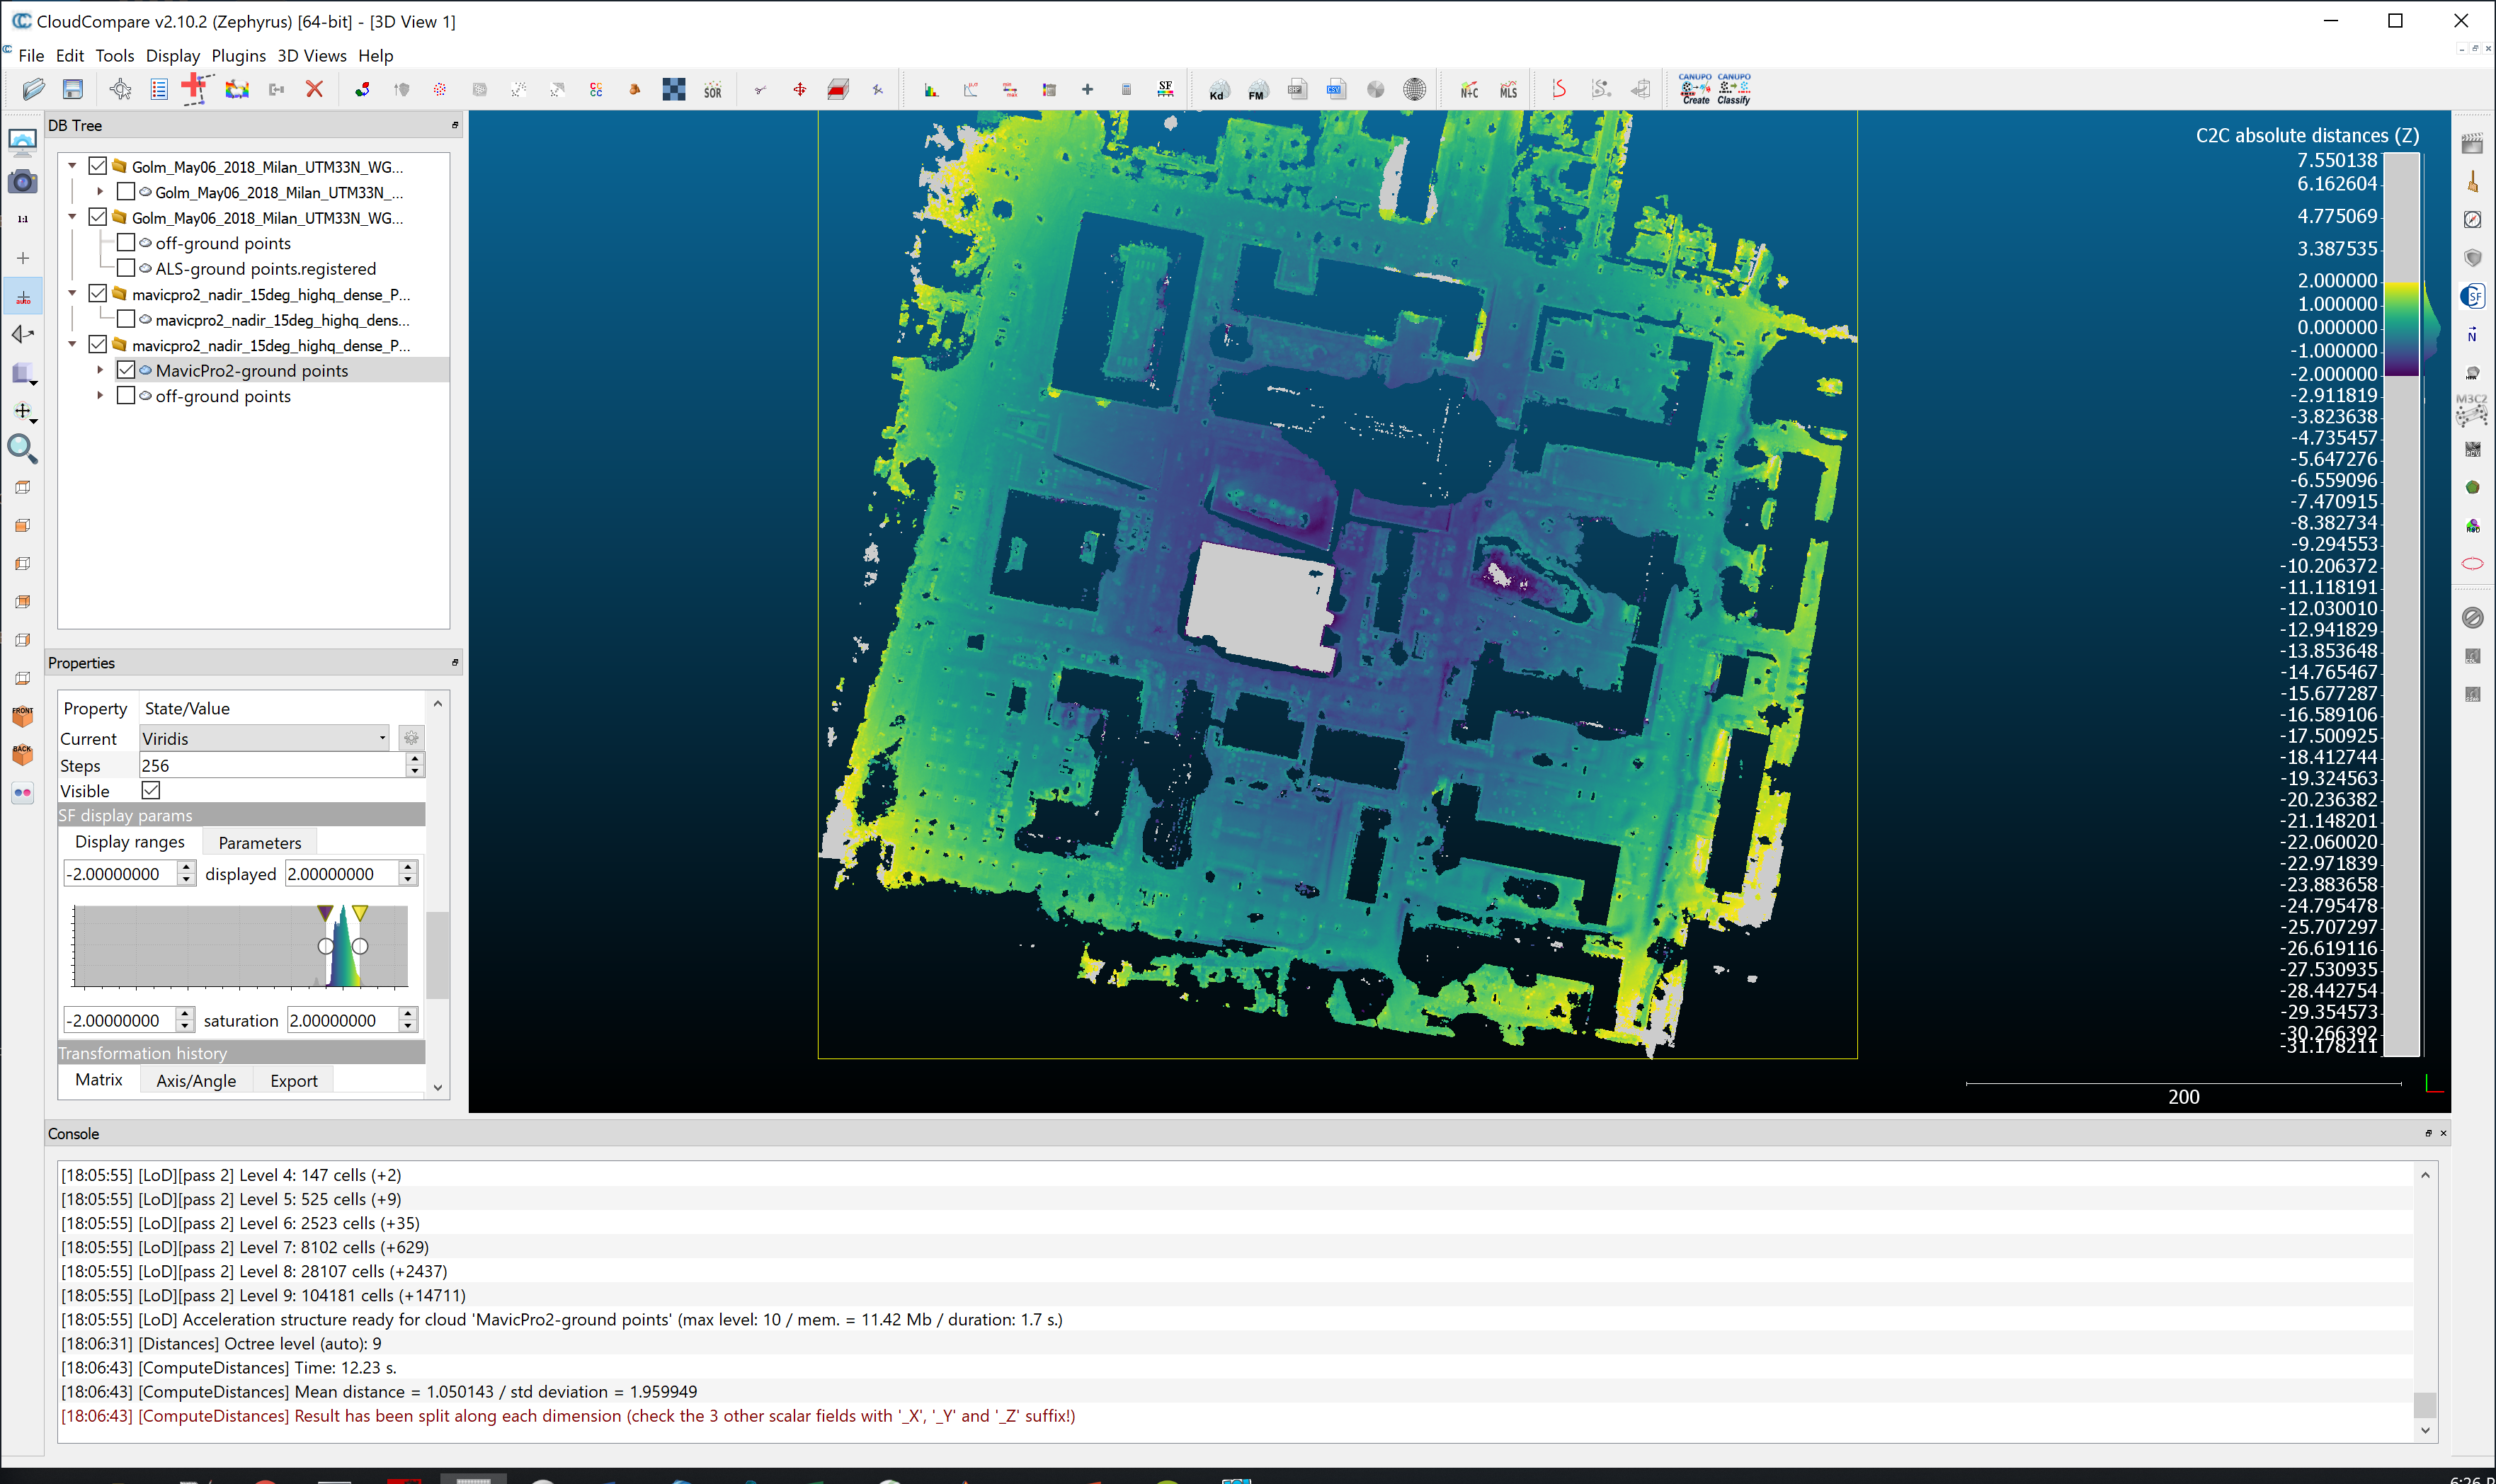 CloudCompare v2.10.2 (Zephyrus) [64-bit] - [3D View 1]
File Edit Tools Display Plugins 3D Views Help
SOR
SF
Kd
FM
CSV
N+C
MLS
CANUPO
Create
CANUPO
Classify
DB Tree
Golm_May06_2018_Milan_UTM33N_WG...
Golm_May06_2018_Milan_UTM33N_...
Golm_May06_2018_Milan_UTM33N_WG...
off-ground points
ALS-ground points.registered
mavicpro2_nadir_15deg_highq_dense_P...
mavicpro2_nadir_15deg_highq_dens...
mavicpro2_nadir_15deg_highq_dense_P...
MavicPro2-ground points
off-ground points
1:1
auto
FRONT
BACK
Properties
Property State/Value
Current Viridis
Steps 256
Visible
SF display params
Display ranges Parameters
-2.00000000 displayed 2.00000000
-2.00000000 saturation 2.00000000
Transformation history
Matrix Axis/Angle Export
C2C absolute distances (Z)
7.550138
6.162604
4.775069
3.387535
2.000000
1.000000
0.000000
-1.000000
-2.000000
-2.911819
-3.823638
-4.735457
-5.647276
-6.559096
-7.470915
-8.382734
-9.294553
-10.206372
-11.118191
-12.030010
-12.941829
-13.853648
-14.765467
-15.677287
-16.589106
-17.500925
-18.412744
-19.324563
-20.236382
-21.148201
-22.060020
-22.971839
-23.883658
-24.795478
-25.707297
-26.619116
-27.530935
-28.442754
-29.354573
-30.266392
-31.178211
200
SF
N
M3C2
Console
[18:05:55] [LoD][pass 2] Level 4: 147 cells (+2)
[18:05:55] [LoD][pass 2] Level 5: 525 cells (+9)
[18:05:55] [LoD][pass 2] Level 6: 2523 cells (+35)
[18:05:55] [LoD][pass 2] Level 7: 8102 cells (+629)
[18:05:55] [LoD][pass 2] Level 8: 28107 cells (+2437)
[18:05:55] [LoD][pass 2] Level 9: 104181 cells (+14711)
[18:05:55] [LoD] Acceleration structure ready for cloud 'MavicPro2-ground points' (max level: 10 / mem. = 11.42 Mb / duration: 1.7 s.)
[18:06:31] [Distances] Octree level (auto): 9
[18:06:43] [ComputeDistances] Time: 12.23 s.
[18:06:43] [ComputeDistances] Mean distance = 1.050143 / std deviation = 1.959949
[18:06:43] [ComputeDistances] Result has been split along each dimension (check the 3 other scalar fields with '_X', '_Y' and '_Z' suffix!)